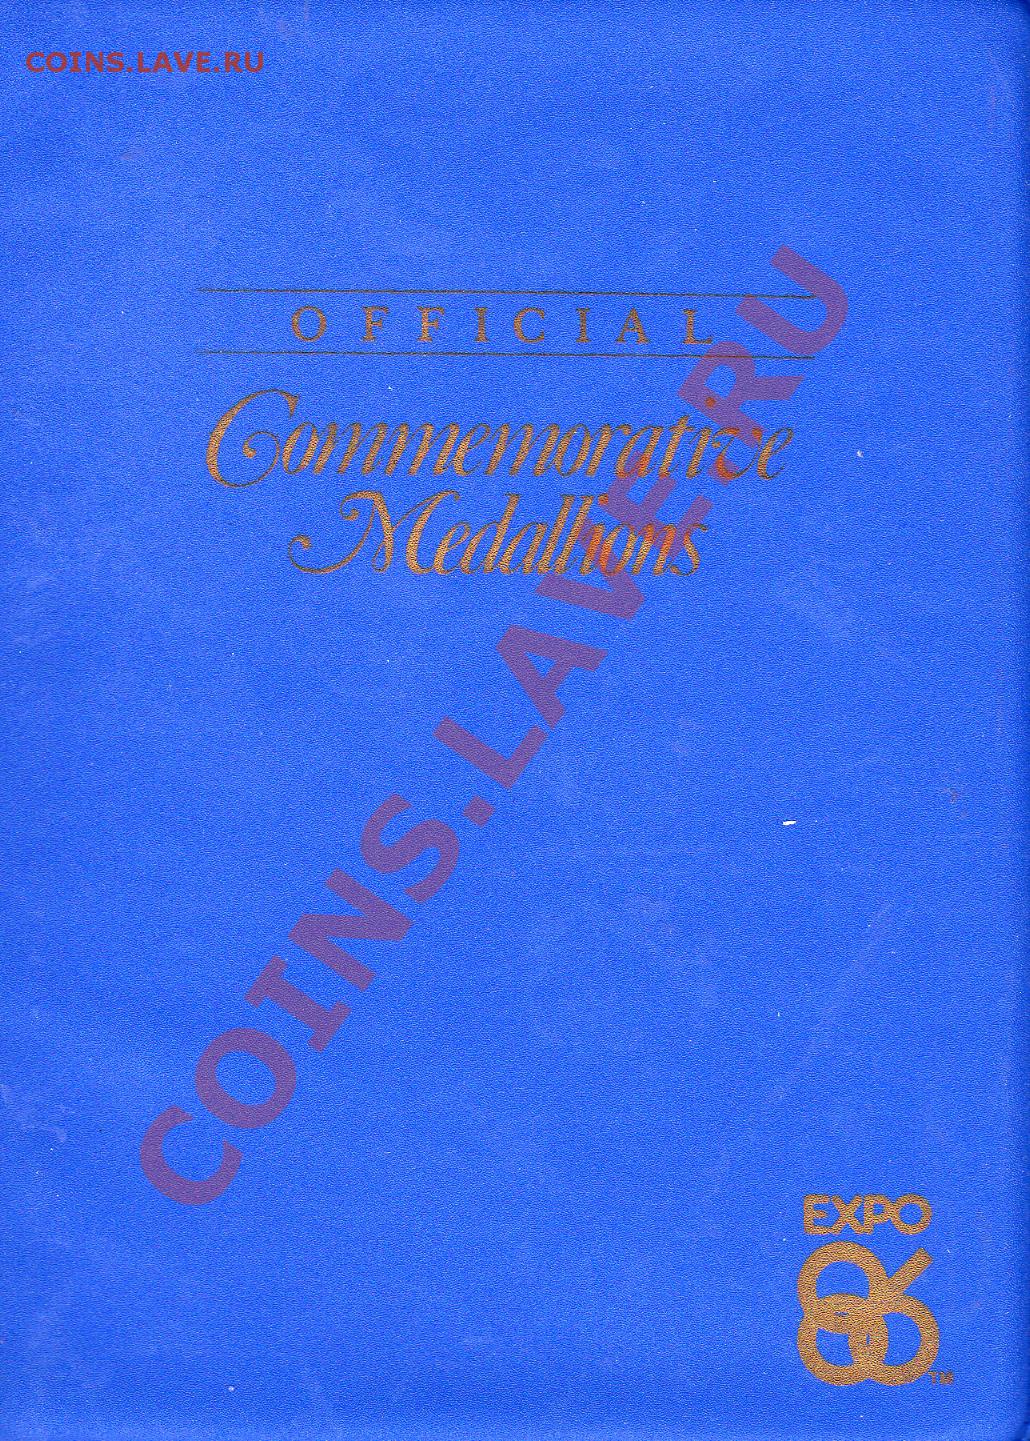 COINS.LAVE.RU
OFFICIAL
Commemorative
Medallions
COINS.LAVE.RU
EXPO
86
TM